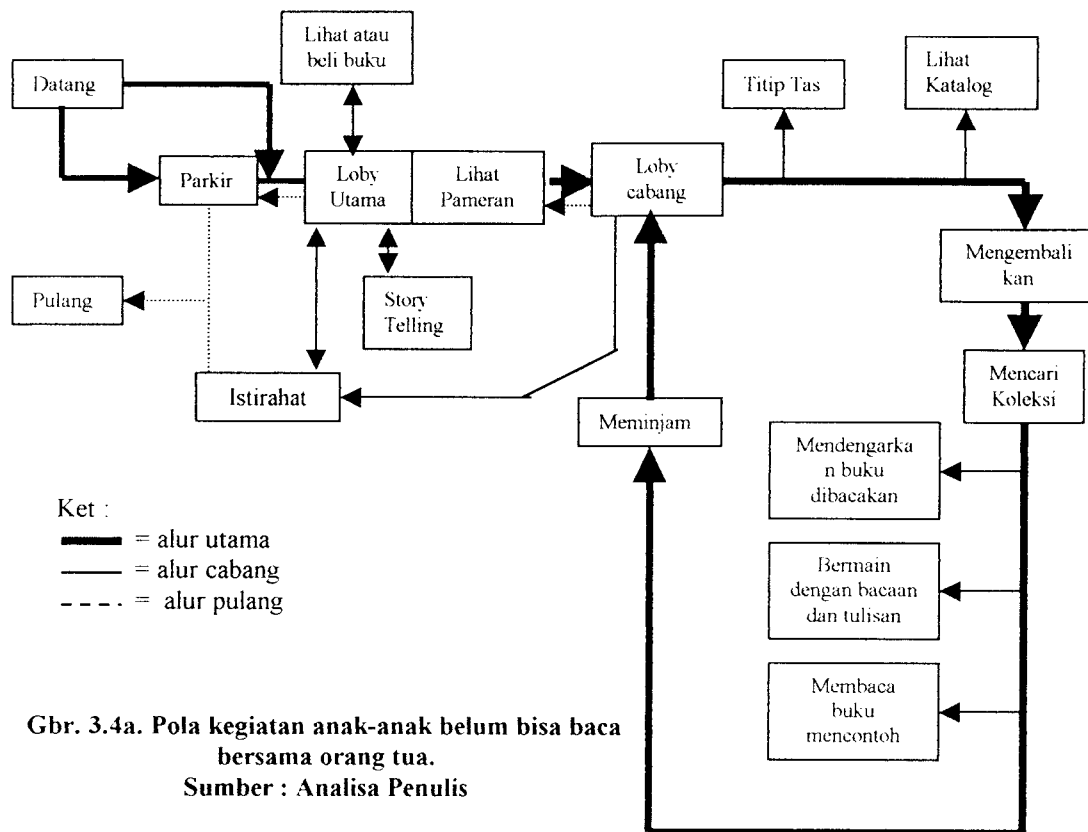 Lihat atau
beli buku
Datang
Titip Tas
Lihat
Katalog
Parkir
Loby
Utama
Lihat
Pameran
Loby
cabang
Mengembali
kan
Pulang
Story
Telling
Istirahat
Mencari
Koleksi
Meminjam
Mendengarka
n buku
dibacakan
Bermain
dengan bacaan
dan tulisan
Membaca
buku
mencontoh
Ket :
= alur utama
= alur cabang
= alur pulang
Gbr. 3.4a. Pola kegiatan anak-anak belum bisa baca
bersama orang tua.
Sumber : Analisa Penulis